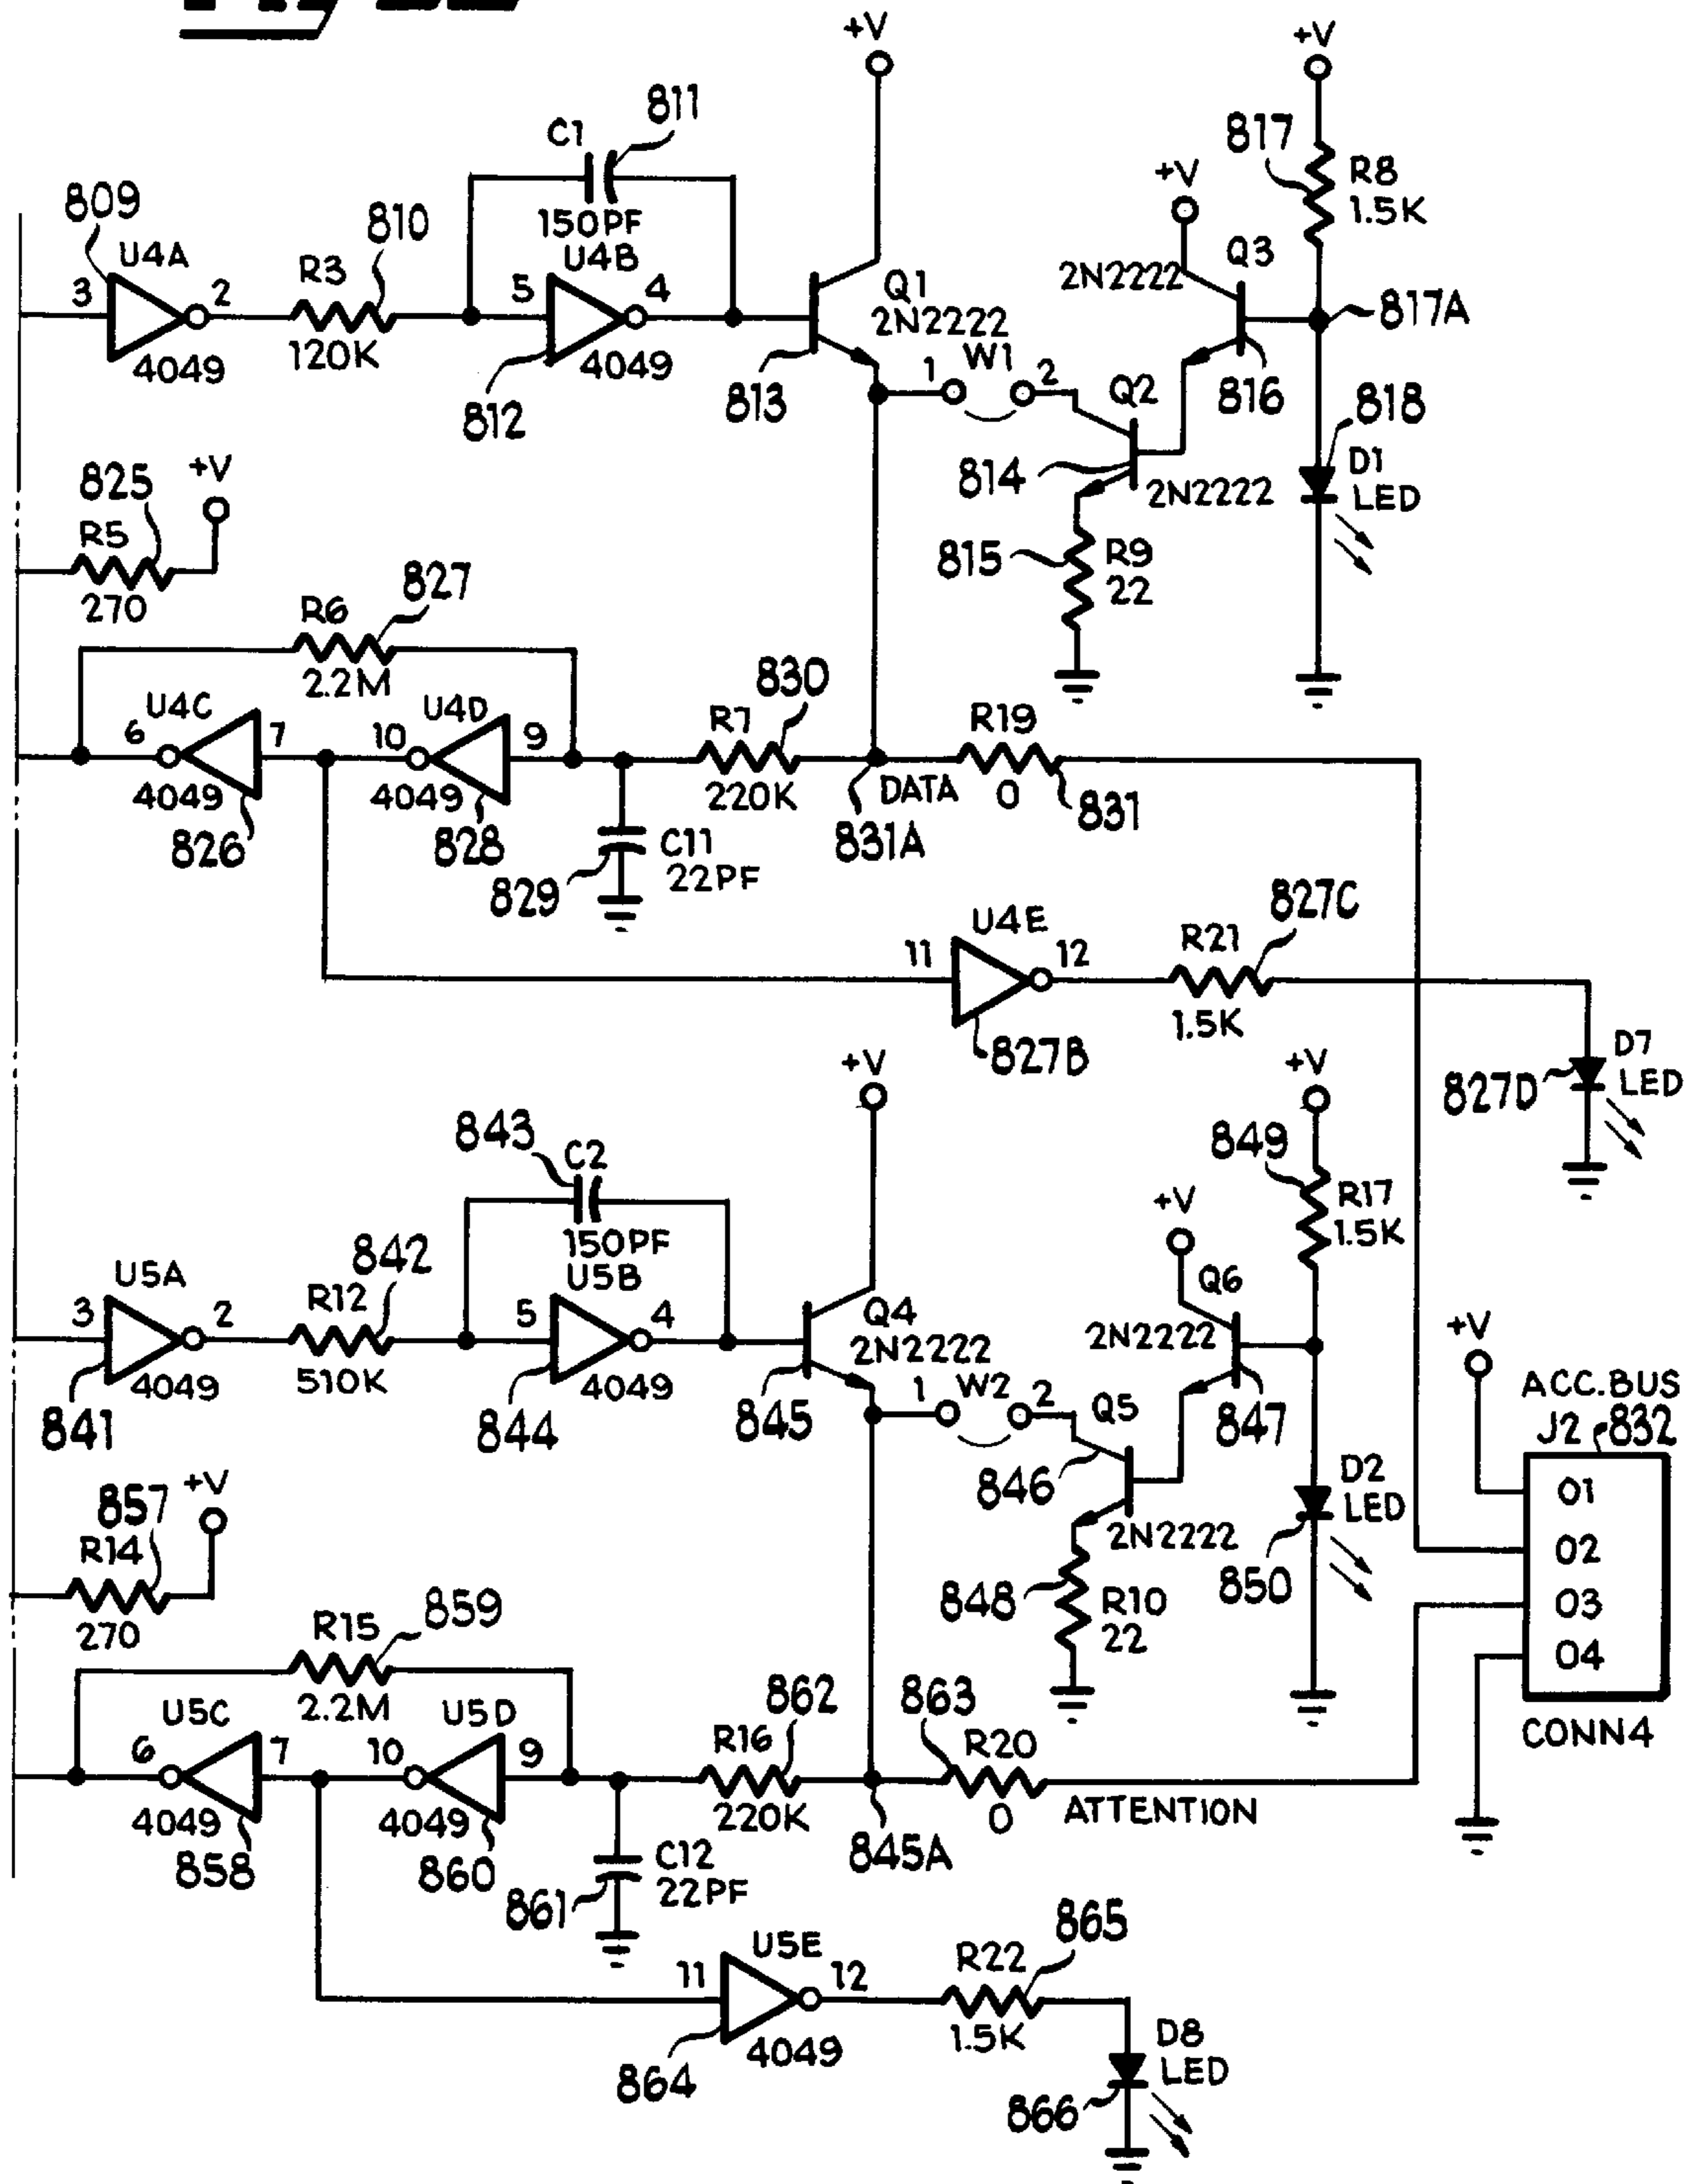 +V
+V
811
C1
817
+V
R8
1.5K
809
810
150PF
U4A
R3
U4B
Q3
2N2222
3
2
5
4
Q1
2N2222
817A
120K
4049
4049
812
813
1
W1
2
Q2
816
818
825
+V
814
2N2222
D1
LED
R5
815
R9
22
270
827
R6
2.2M
830
U4C
U4D
R7
R19
6
7
10
9
4049
4049
220K
DATA
0
831
826
828
C11
22PF
831A
829
827C
U4E
R21
11
12
1.5K
827B
D7
LED
827D
+V
+V
843
C2
849
R17
1.5K
150PF
+V
842
U5A
U5B
R12
Q6
3
2
5
4
Q4
2N2222
2N2222
+V
4049
510K
4049
ACC.BUS
J2
832
841
844
845
1
W2
2
Q5
847
846
D2
LED
857
+V
01
R14
2N2222
02
848
R10
22
850
03
270
859
R15
04
2.2M
862
863
U5C
U5D
R16
R20
CONN4
6
7
10
9
4049
4049
220K
0
ATTENTION
858
860
C12
22PF
845A
861
865
U5E
R22
11
12
1.5K
4049
D8
LED
864
866